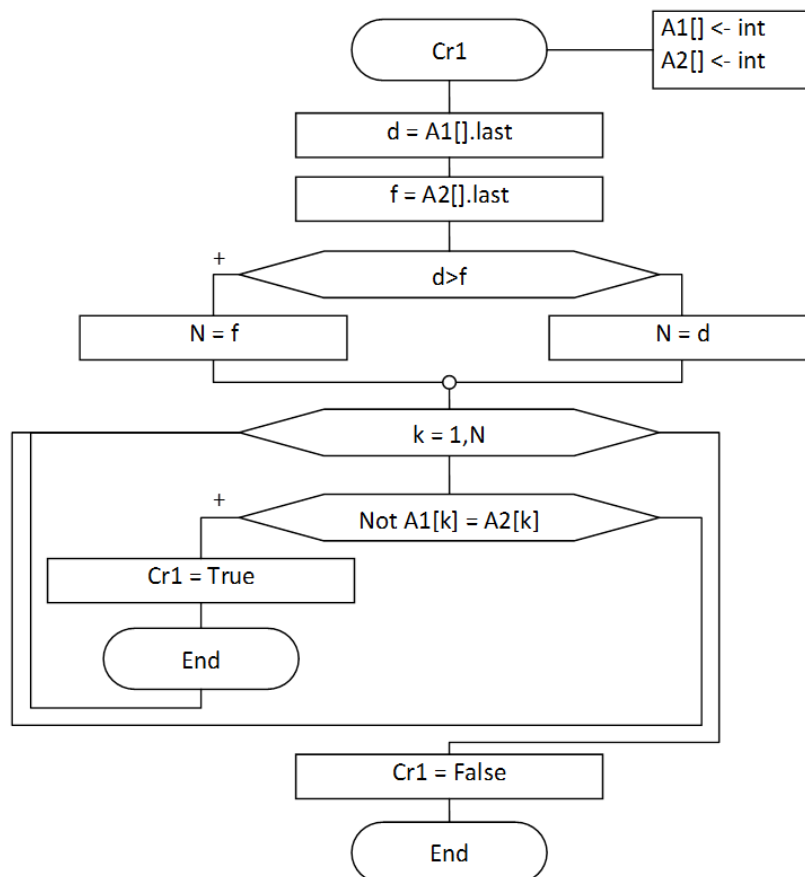 Cr1
A1[] <- int
A2[] <- int
d = A1[].last
f = A2[].last
+
d>f
N = f
N = d
k = 1,N
+
Not A1[k] = A2[k]
Cr1 = True
End
Cr1 = False
End